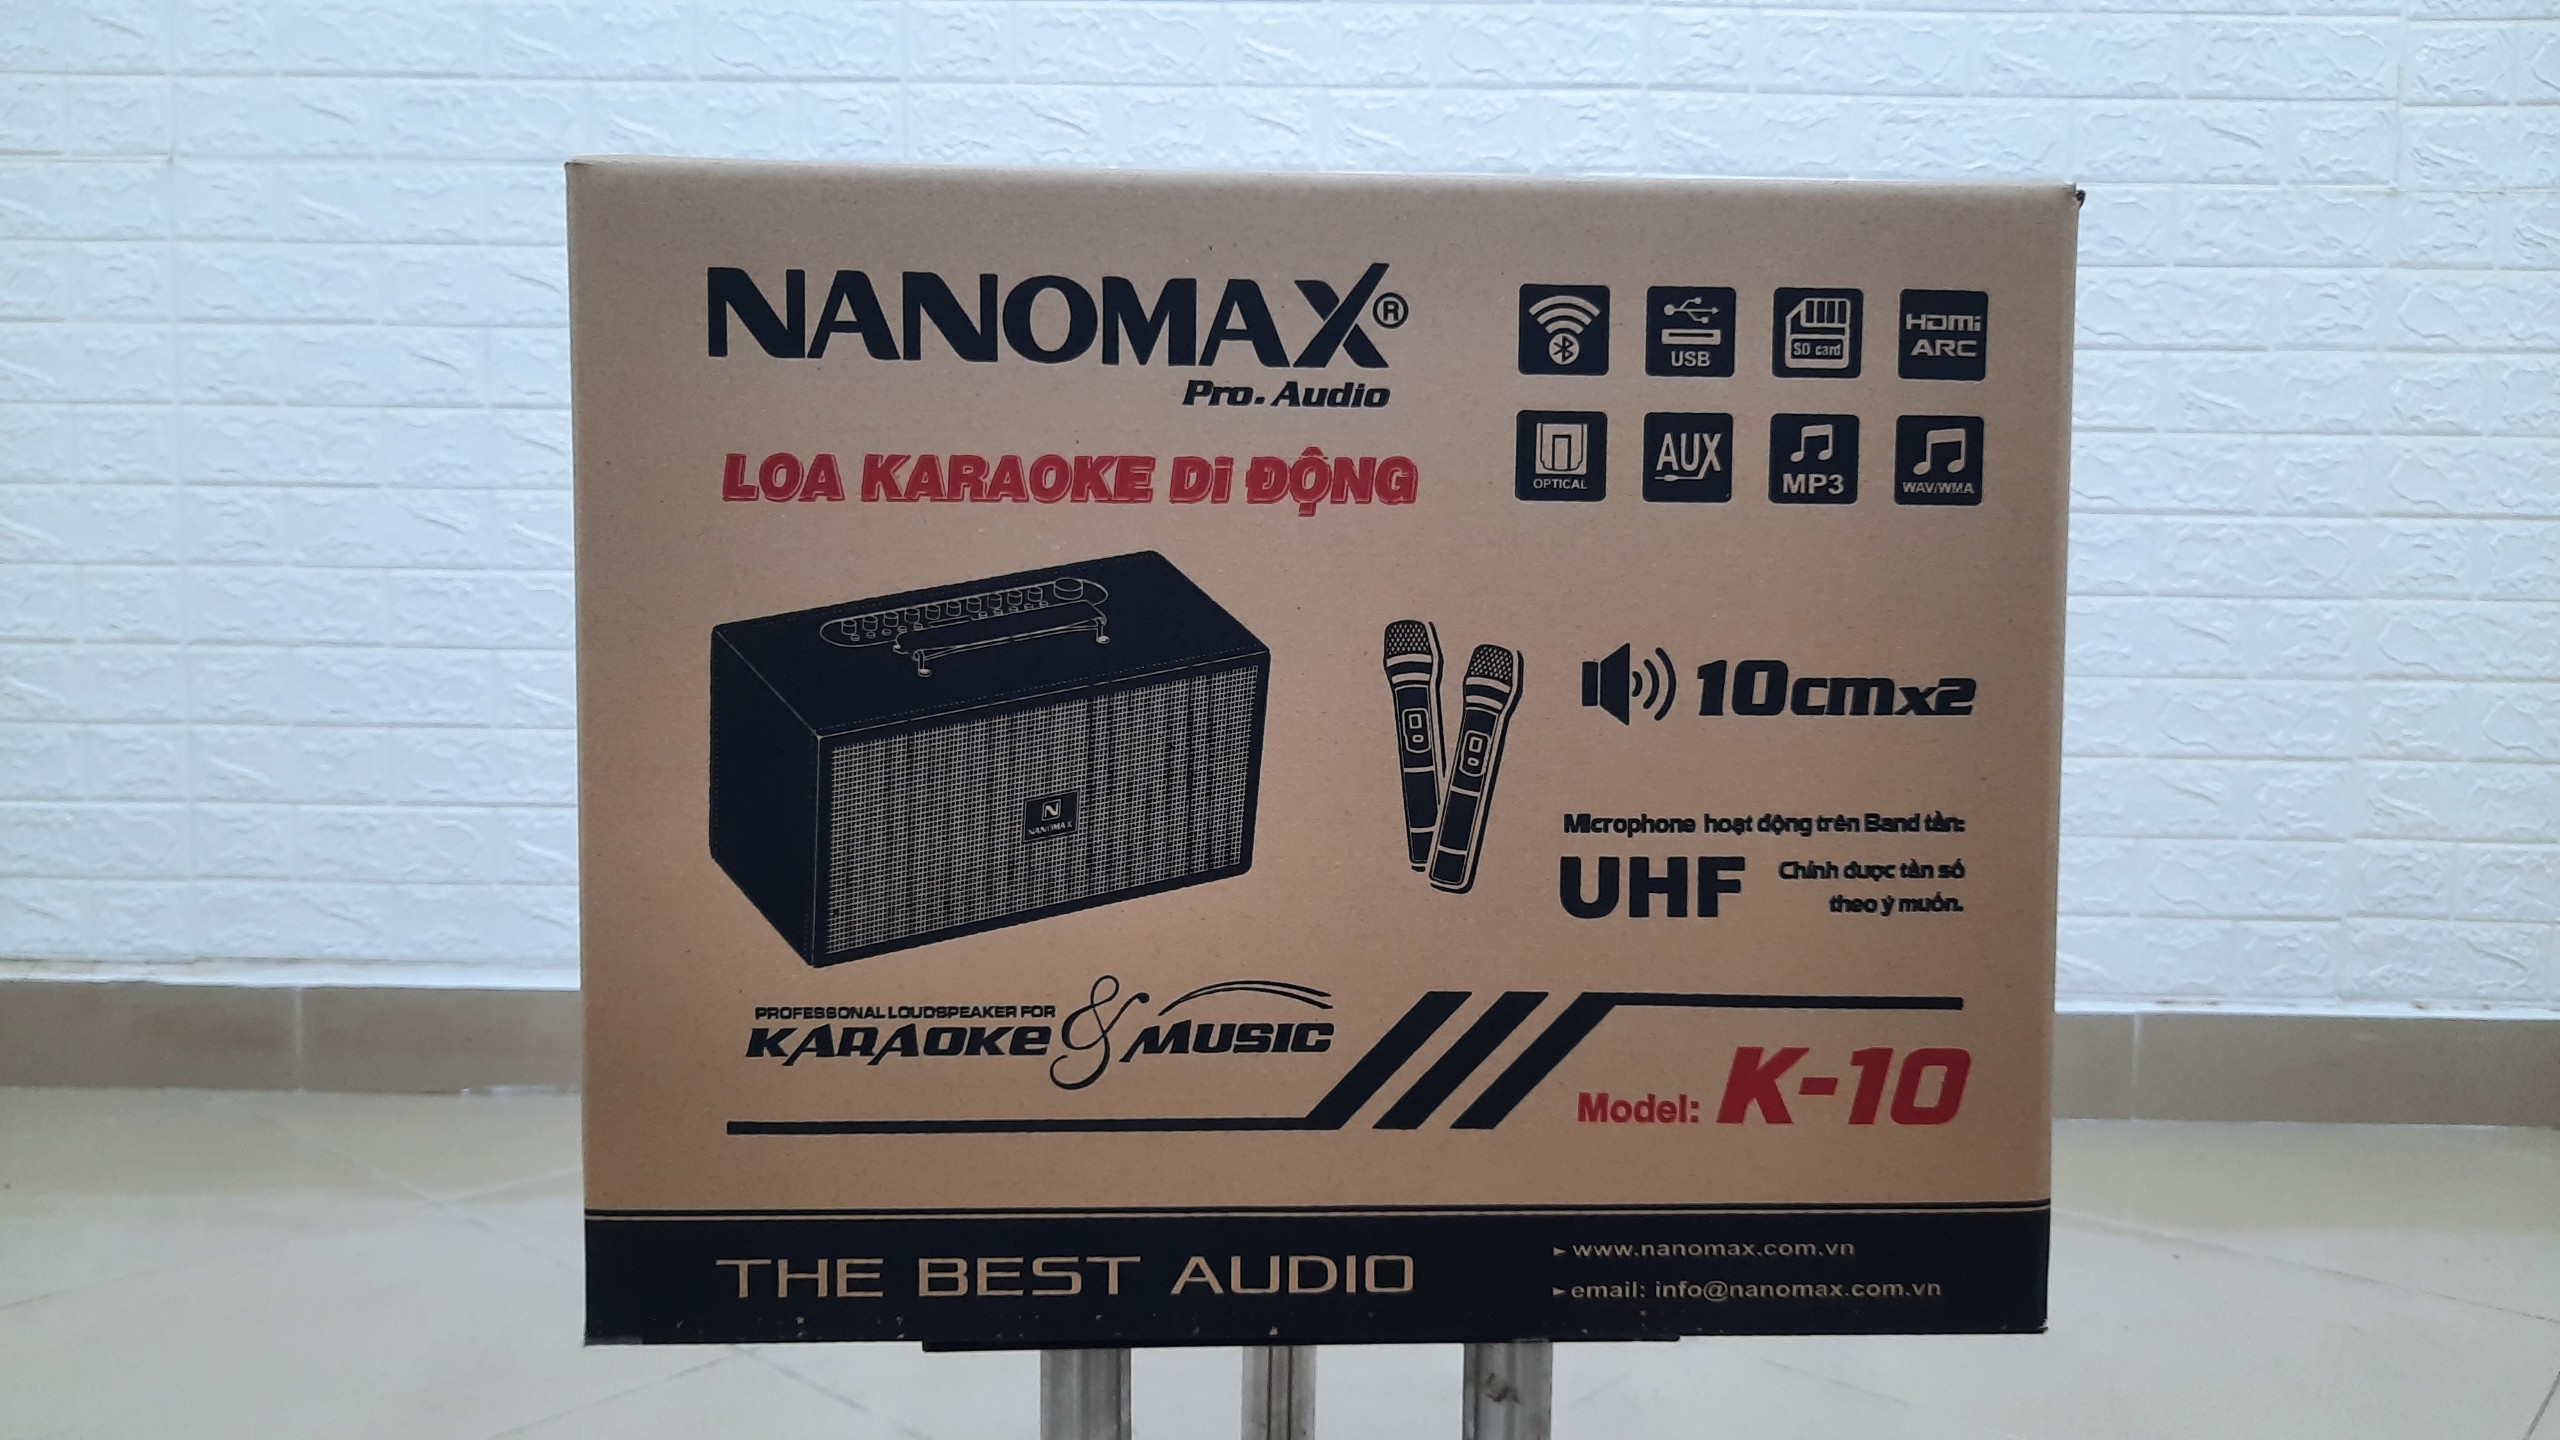 NANOMAX®
Pro. Audio
LOA KARAOKE Di ĐỘNG
USB
SD card
HDMI
ARC
OPTICAL
AUX
MP3
WAV/WMA
N
NANOMAX
10cmx2
Microphone hoạt động trên Band tần:
UHF
Chỉnh được tần số
theo ý muốn.
PROFESSIONAL LOUDSPEAKER FOR
KARAOKE & MUSIC
Model: K-10
THE BEST AUDIO
www.nanomax.com.vn
email: info@nanomax.com.vn